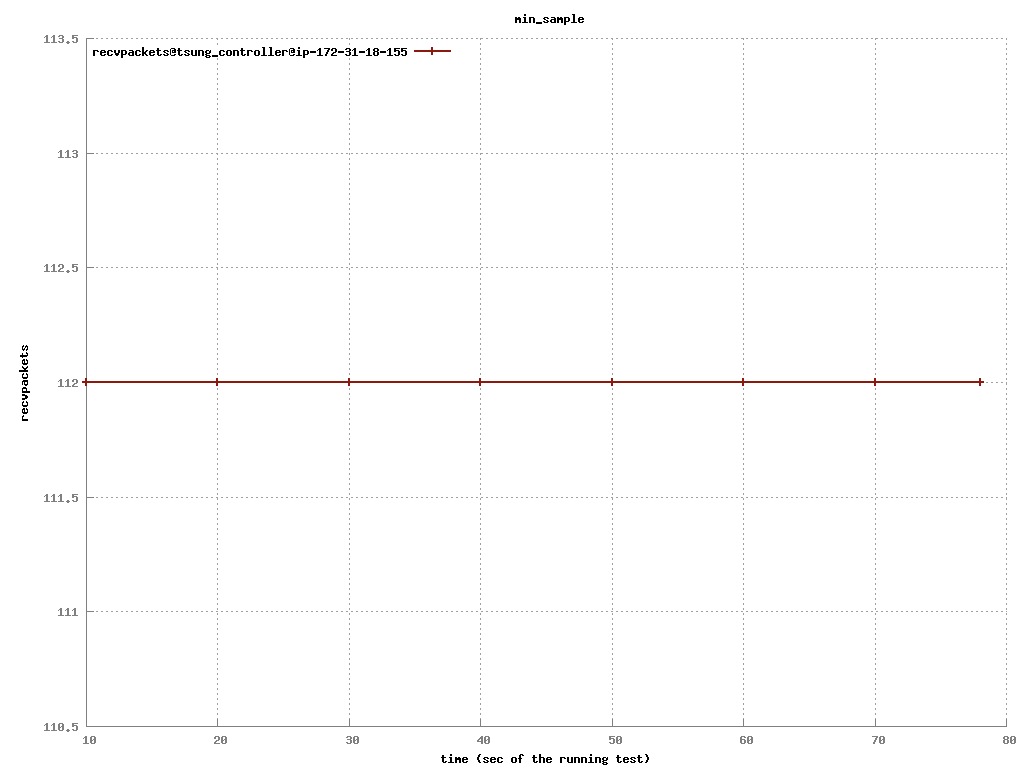 min_sample
recvpackets@tsung_controller@ip-172-31-18-155
113.5
113
112.5
112
111.5
111
110.5
recvpackets
10 20 30 40 50 60 70 80
time (sec of the running test)